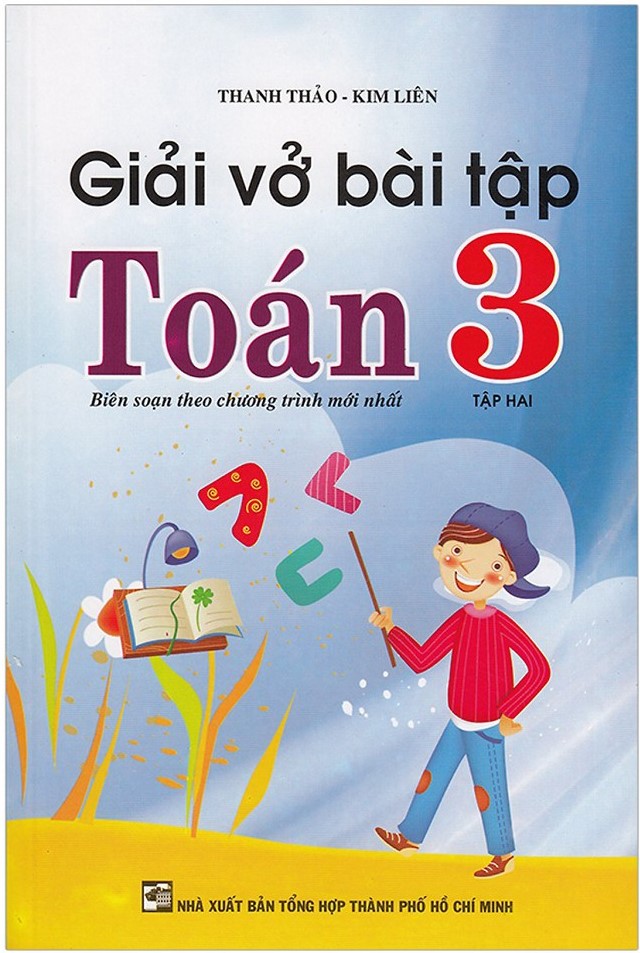 THANH THẢO - KIM LIÊN
Giải vở bài tập
Toán 3
Biên soạn theo chương trình mới nhất
TẬP HAI
NHÀ XUẤT BẢN TỔNG HỢP THÀNH PHỐ HỒ CHÍ MINH